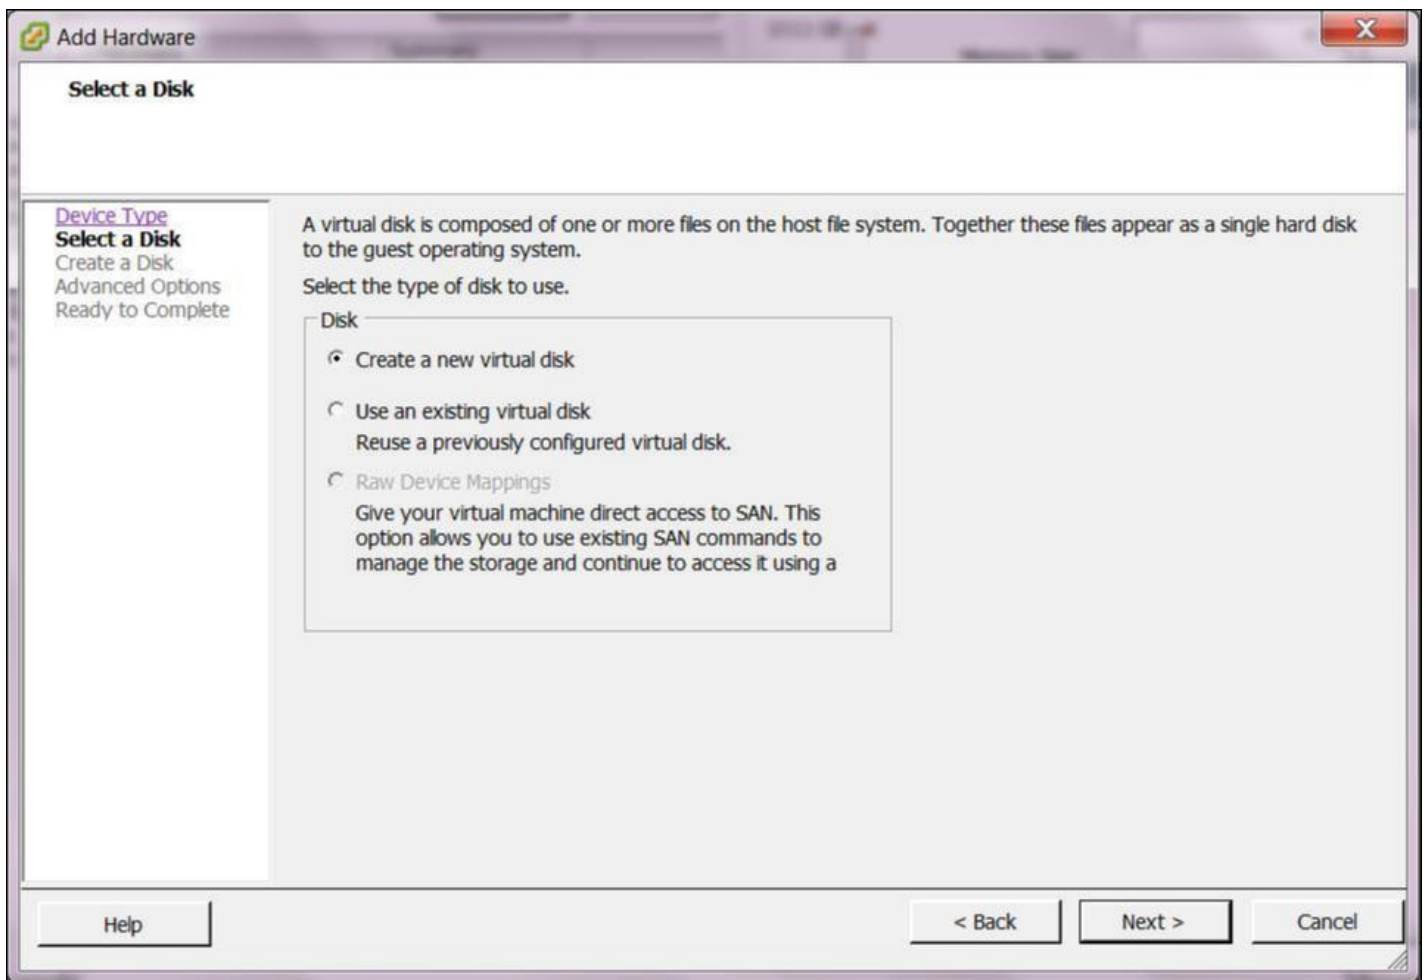 Add Hardware
Select a Disk
Device Type
Select a Disk
Create a Disk
Advanced Options
Ready to Complete
A virtual disk is composed of one or more files on the host file system. Together these files appear as a single hard disk
to the guest operating system.
Select the type of disk to use.
Disk
Create a new virtual disk
Use an existing virtual disk
Reuse a previously configured virtual disk.
Raw Device Mappings
Give your virtual machine direct access to SAN. This
option allows you to use existing SAN commands to
manage the storage and continue to access it using a
Help
< Back
Next >
Cancel